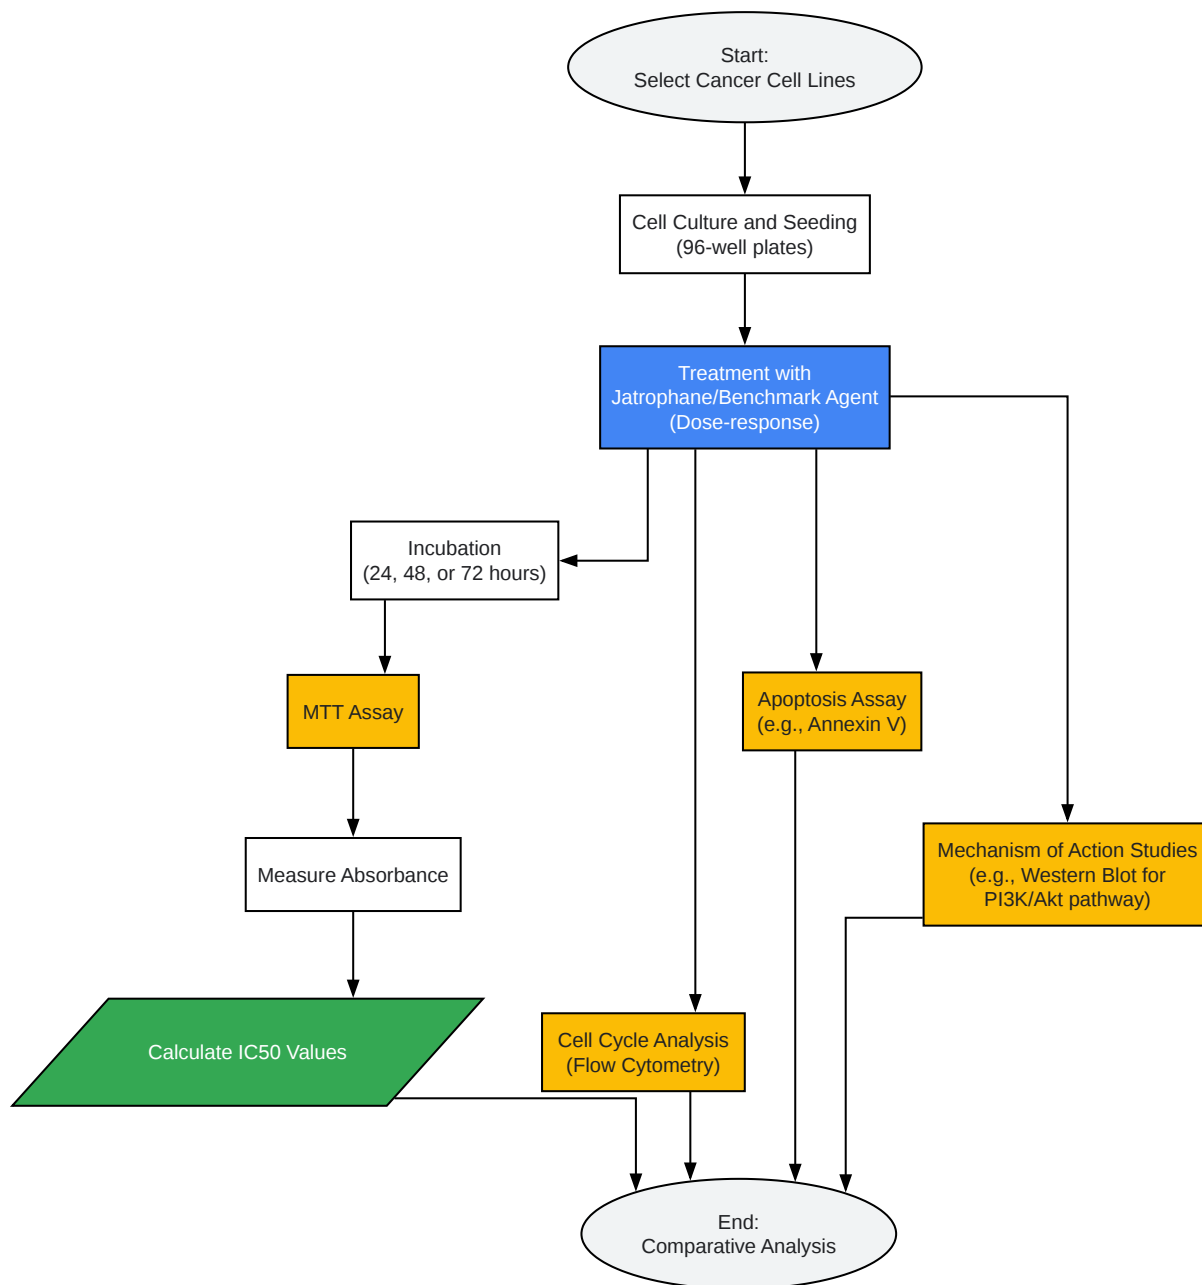 Start:
Select Cancer Cell Lines
Cell Culture and Seeding
(96-well plates)
Treatment with
Jatrophane/Benchmark Agent
(Dose-response)
Incubation
(24, 48, or 72 hours)
MTT Assay
Apoptosis Assay
(e.g., Annexin V)
Measure Absorbance
Mechanism of Action Studies
(e.g., Western Blot for
PI3K/Akt pathway)
Calculate IC50 Values
Cell Cycle Analysis
(Flow Cytometry)
End:
Comparative Analysis